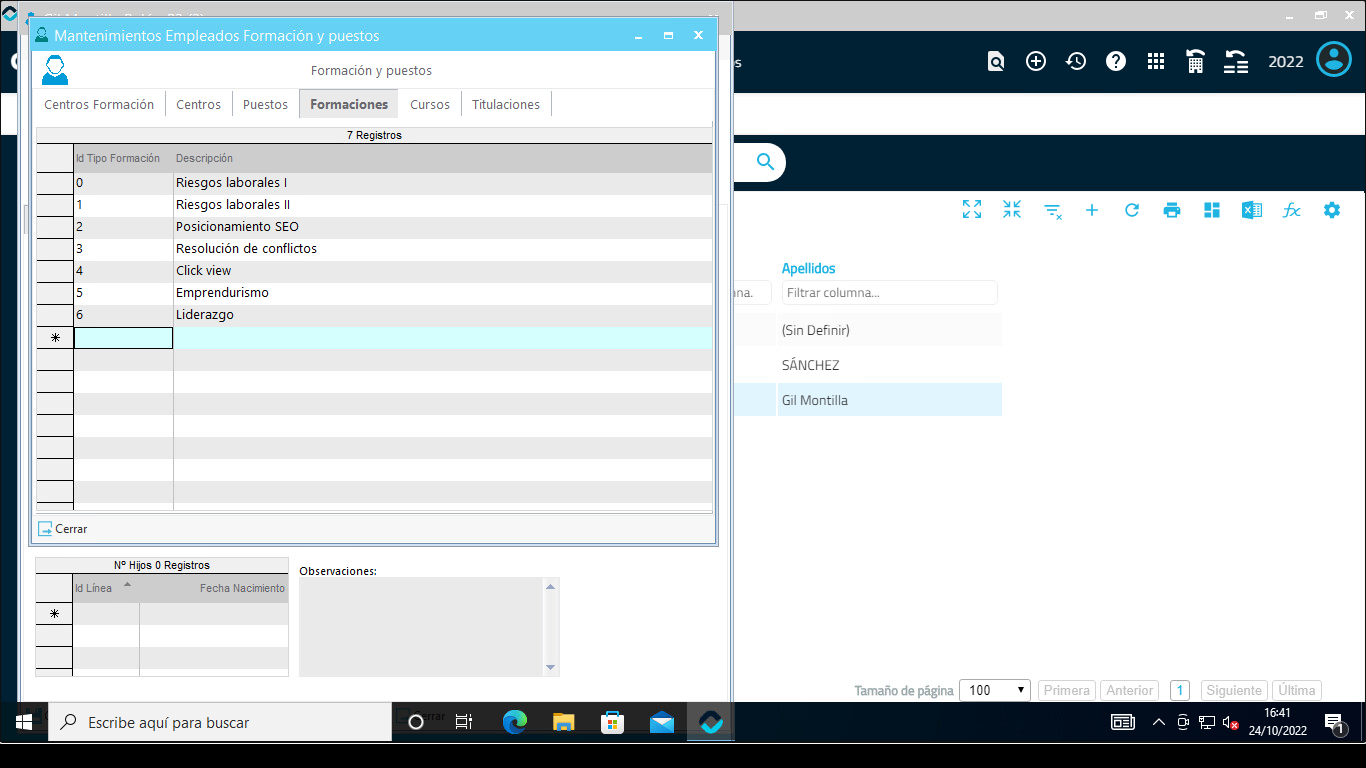 Mantenimientos Empleados Formación y puestos
Formación y puestos
Centros Formación Centros Puestos Formaciones Cursos Titulaciones
7 Registros
Id Tipo Formación Descripción
0 Riesgos laborales I
1 Riesgos laborales II
2 Posicionamiento SEO
3 Resolución de conflictos
4 Click view
5 Emprendurismo
6 Liderazgo
Cerrar
Nº Hijos 0 Registros
Id Línea Fecha Nacimiento
Observaciones:
2022
Apellidos
Filtrar columna...
(Sin Definir)
SÁNCHEZ
Gil Montilla
Tamaño de página 100 Primera Anterior 1 Siguiente Última
Escribe aquí para buscar
16:41
24/10/2022
1